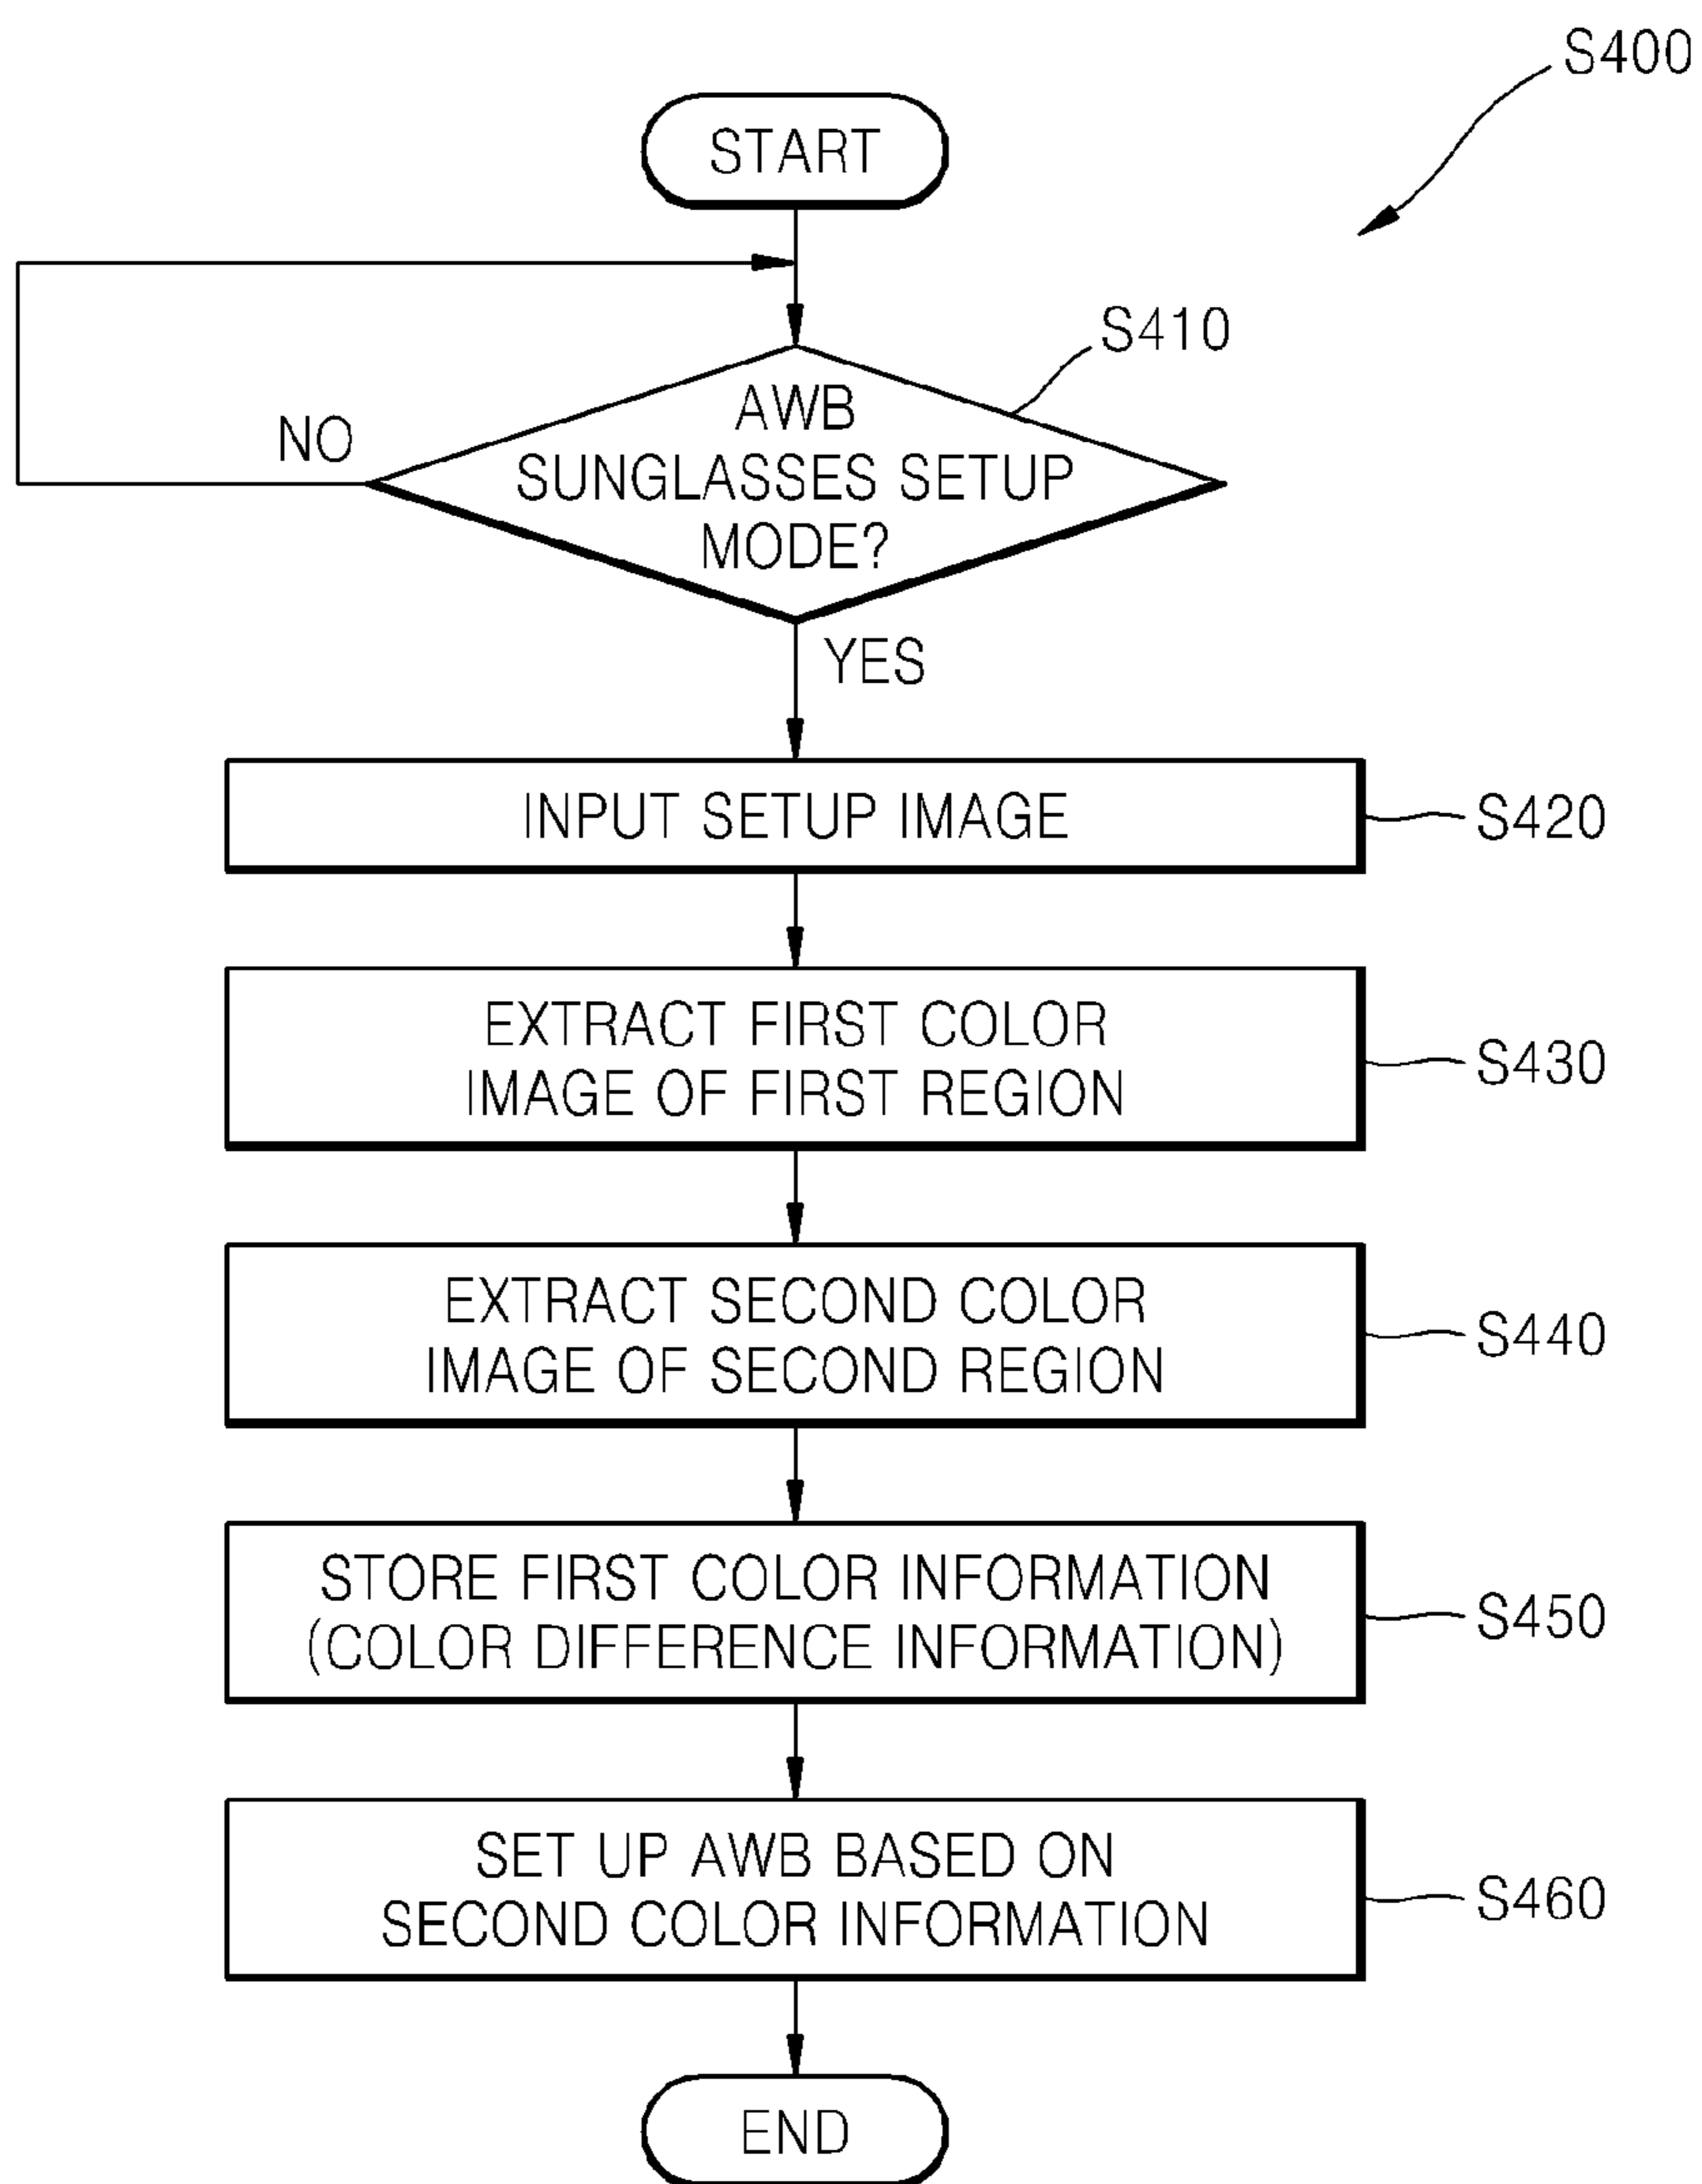 S400
START
S410
AWB
SUNGLASSES SETUP
MODE?
NO
YES
INPUT SETUP IMAGE
S420
EXTRACT FIRST COLOR
IMAGE OF FIRST REGION
S430
EXTRACT SECOND COLOR
IMAGE OF SECOND REGION
S440
STORE FIRST COLOR INFORMATION
(COLOR DIFFERENCE INFORMATION)
S450
SET UP AWB BASED ON
SECOND COLOR INFORMATION
S460
END